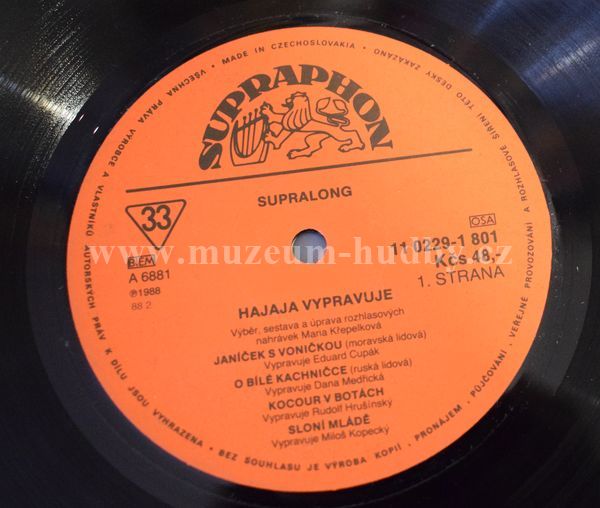 SUPRAPHON
SUPRALONG
33
OSA
B.I.E.M.
A 6881
℗1988
88 2
11 0229-1 801
Kčs 48,-
1. STRANA
www.muzeum-hudby.cz
HAJAJA VYPRAVUJE
Výběr, sestava a úprava rozhlasových
nahrávek Maria Křepelková
JANÍČEK S VONIČKOU (moravská lidová)
Vypravuje Eduard Cupák
O BÍLÉ KACHNIČCE (ruská lidová)
Vypravuje Dana Medřická
KOCOUR V BOTÁCH
Vypravuje Rudolf Hrušínský
SLONÍ MLÁDĚ
Vypravuje Miloš Kopecký
VŠECHNA PRÁVA VÝROBCE A VLASTNÍKŮ AUTORSKÝCH PRÁV K DÍLU JSOU VYHRAZENA • BEZ SOUHLASU JE VÝROBA KOPIÍ, PRONÁJEM, PŮJČOVÁNÍ, VEŘEJNÉ PROVOZOVÁNÍ A ROZHLASOVÉ ŠÍŘENÍ TÉTO DESKY ZAKÁZÁNO • MADE IN CZECHOSLOVAKIA •